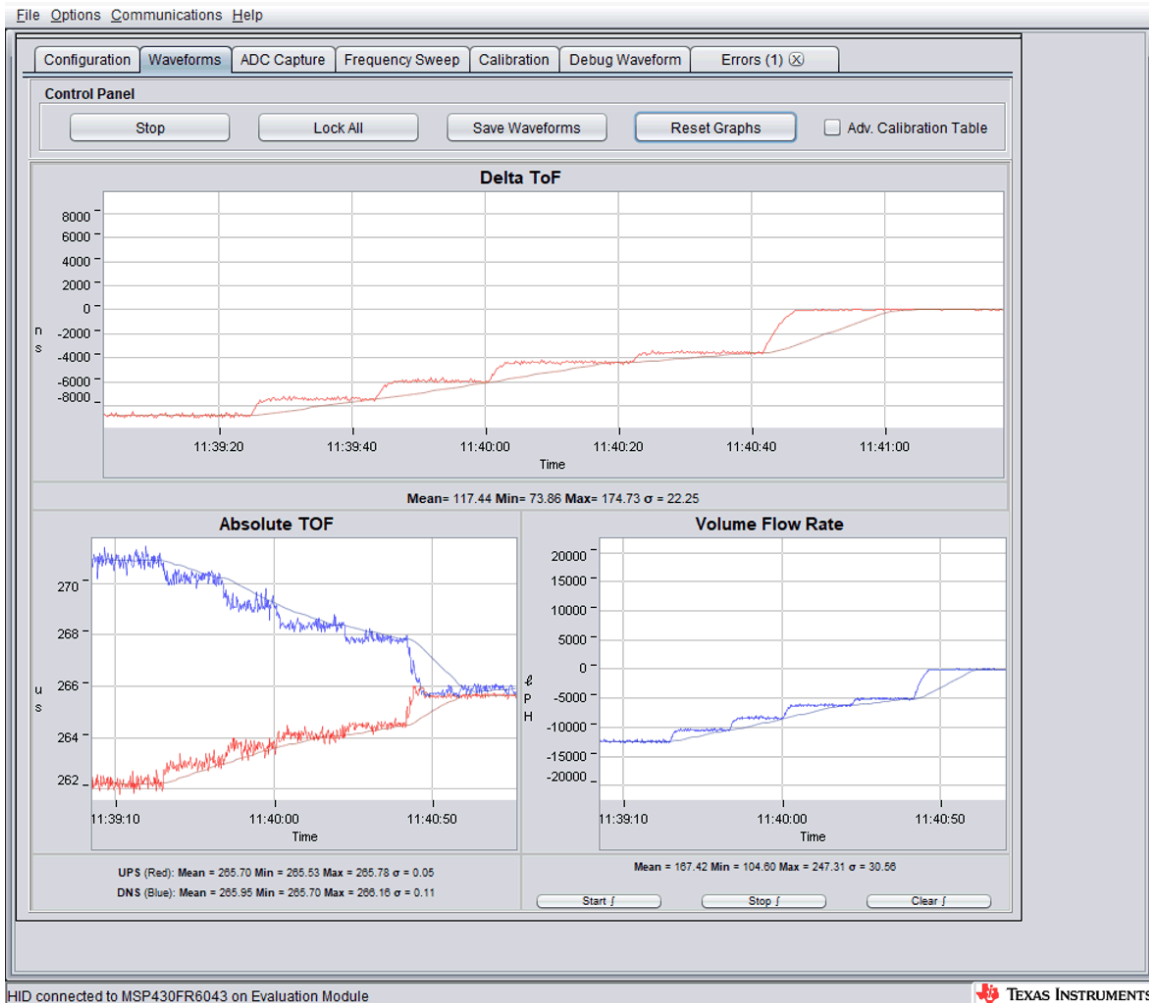 File Options Communications Help
Configuration Waveforms ADC Capture Frequency Sweep Calibration Debug Waveform Errors (1)
Control Panel
Stop Lock All Save Waveforms Reset Graphs Adv. Calibration Table
Delta ToF
8000
6000
4000
2000
0
-2000
-4000
-6000
-8000
n
s
11:39:20 11:39:40 11:40:00 11:40:20 11:40:40 11:41:00
Time
Mean= 117.44 Min= 73.86 Max= 174.73 σ = 22.25
Absolute TOF
270
268
266
264
262
u
s
11:39:10 11:40:00 11:40:50
Time
UPS (Red): Mean = 265.70 Min = 265.53 Max = 265.78 σ = 0.05
DNS (Blue): Mean = 265.95 Min = 265.70 Max = 266.16 σ = 0.11
Volume Flow Rate
20000
15000
10000
5000
0
-5000
-10000
-15000
-20000
ℓ
P
H
11:39:10 11:40:00 11:40:50
Time
Mean = 167.42 Min = 104.60 Max = 247.31 σ = 30.56
Start ∫ Stop ∫ Clear ∫
HID connected to MSP430FR6043 on Evaluation Module
TEXAS INSTRUMENTS